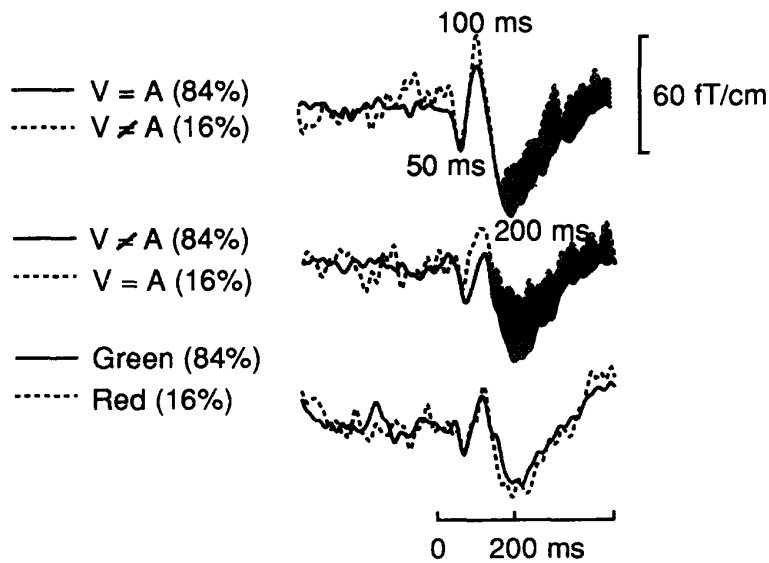 100 ms
V = A (84%)
V ≠ A (16%)
60 fT/cm
50 ms
200 ms
V ≠ A (84%)
V = A (16%)
Green (84%)
Red (16%)
0 200 ms